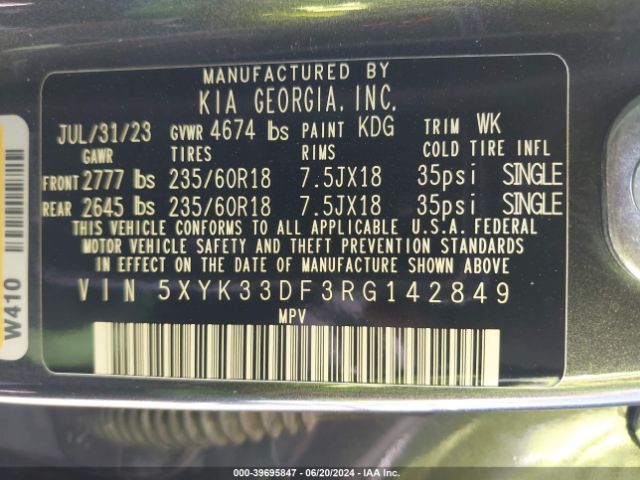 MANUFACTURED BY
KIA GEORGIA, INC.
JUL/31/23 GVWR 4674 lbs PAINT KDG TRIM WK
GAWR TIRES RIMS COLD TIRE INFL
FRONT 2777 lbs 235/60R18 7.5JX18 35psi SINGLE
REAR 2645 lbs 235/60R18 7.5JX18 35psi SINGLE
THIS VEHICLE CONFORMS TO ALL APPLICABLE U.S.A. FEDERAL
MOTOR VEHICLE SAFETY AND THEFT PREVENTION STANDARDS
IN EFFECT ON THE DATE OF MANUFACTURE SHOWN ABOVE.
VIN 5XYK33DF3RG142849
MPV
W410
000-39695847 | 06/20/2024 | IAA Inc.